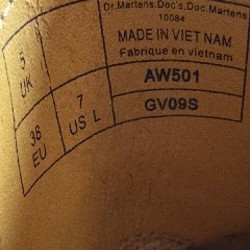 Dr.Martens.Doc's.Doc.Martens
10084
MADE IN VIET NAM
Fabrique en vietnam
5
UK
AW501
38
EU
7
US L
GV09S